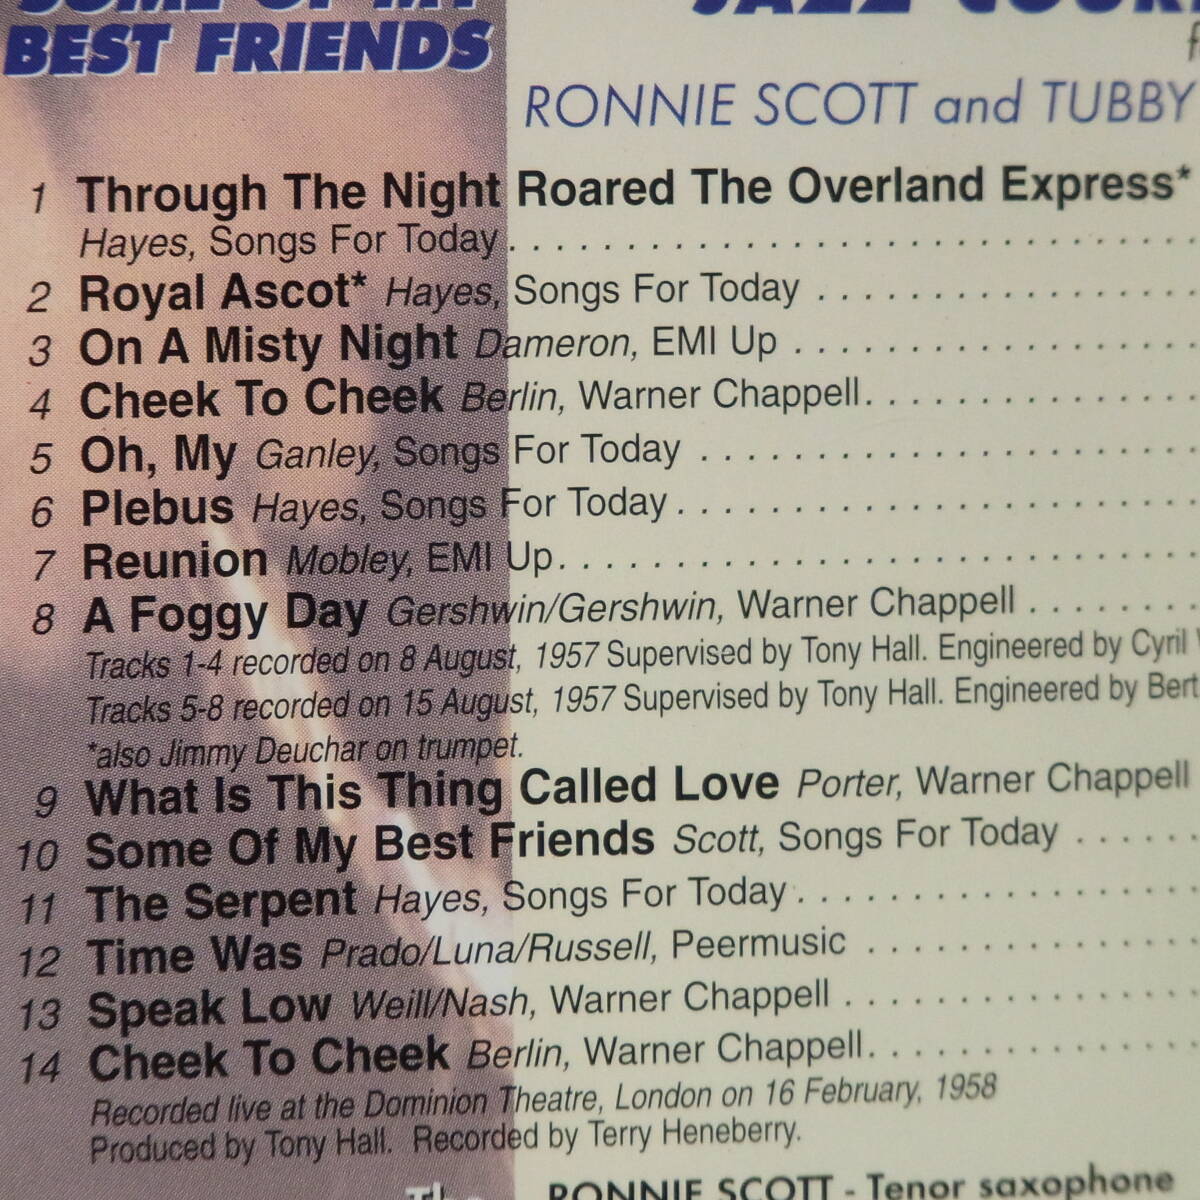 SOME OF MY
BEST FRIENDS
JAZZ
RONNIE SCOTT and TUBBY
1 Through The Night Roared The Overland Express*
Hayes, Songs For Today
2 Royal Ascot* Hayes, Songs For Today
3 On A Misty Night Dameron, EMI Up
4 Cheek To Cheek Berlin, Warner Chappell
5 Oh, My Ganley, Songs For Today
6 Plebus Hayes, Songs For Today
7 Reunion Mobley, EMI Up
8 A Foggy Day Gershwin/Gershwin, Warner Chappell
Tracks 1-4 recorded on 8 August, 1957 Supervised by Tony Hall. Engineered by Cyril
Tracks 5-8 recorded on 15 August, 1957 Supervised by Tony Hall. Engineered by Bert
*also Jimmy Deuchar on trumpet.
9 What Is This Thing Called Love Porter, Warner Chappell
10 Some Of My Best Friends Scott, Songs For Today
11 The Serpent Hayes, Songs For Today
12 Time Was Prado/Luna/Russell, Peermusic
13 Speak Low Weill/Nash, Warner Chappell
14 Cheek To Cheek Berlin, Warner Chappell
Recorded live at the Dominion Theatre, London on 16 February, 1958
Produced by Tony Hall. Recorded by Terry Heneberry.
RONNIE SCOTT - Tenor saxophone